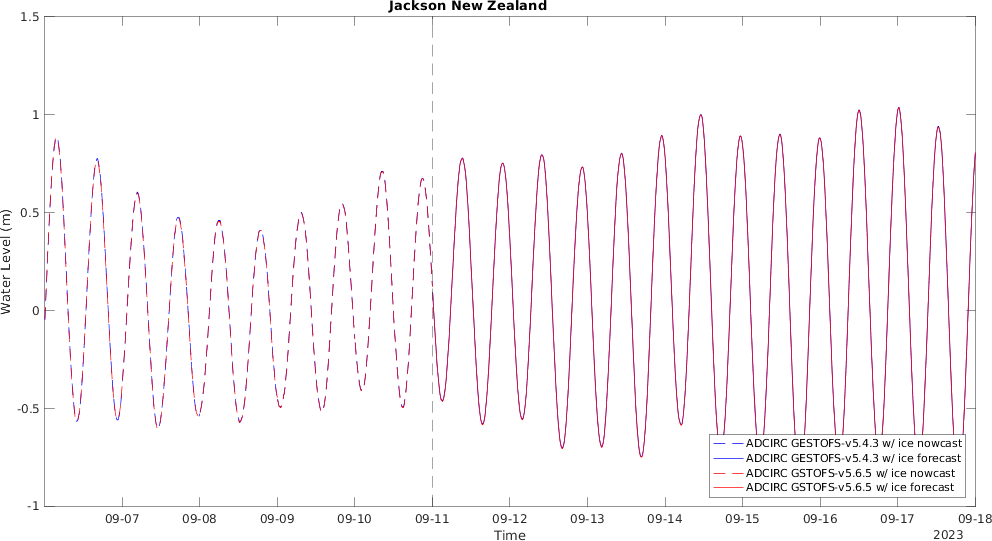 Jackson New Zealand
1.5
1
0.5
0
-0.5
-1
Water Level (m)
ADCIRC GESTOFS-v5.4.3 w/ ice nowcast
ADCIRC GESTOFS-v5.4.3 w/ ice forecast
ADCIRC GSTOFS-v5.6.5 w/ ice nowcast
ADCIRC GSTOFS-v5.6.5 w/ ice forecast
09-07 09-08 09-09 09-10 09-11 09-12 09-13 09-14 09-15 09-16 09-17 09-18
Time
2023